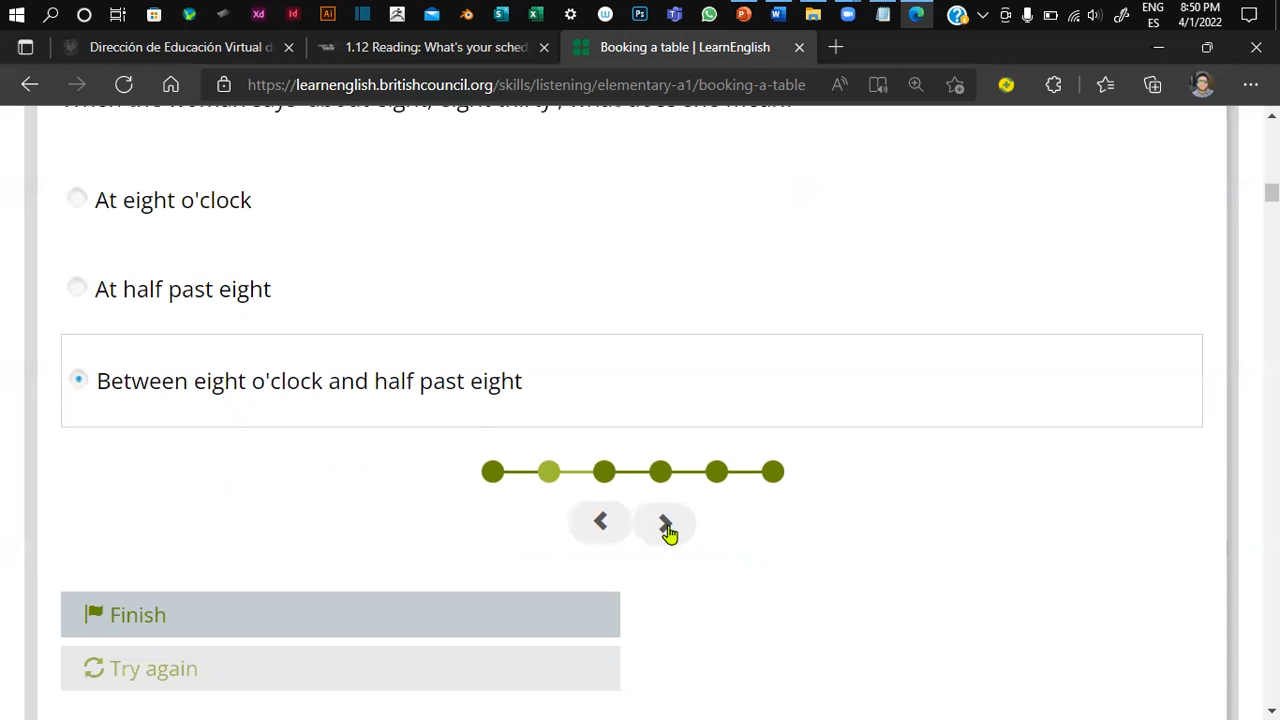 8:50 PM
ENG
ES
4/1/2022
Dirección de Educación Virtual d
1.12 Reading: What's your sched
Booking a table | LearnEnglish
https://learnenglish.britishcouncil.org/skills/listening/elementary-a1/booking-a-table
At eight o'clock
At half past eight
Between eight o'clock and half past eight
Finish
Try again